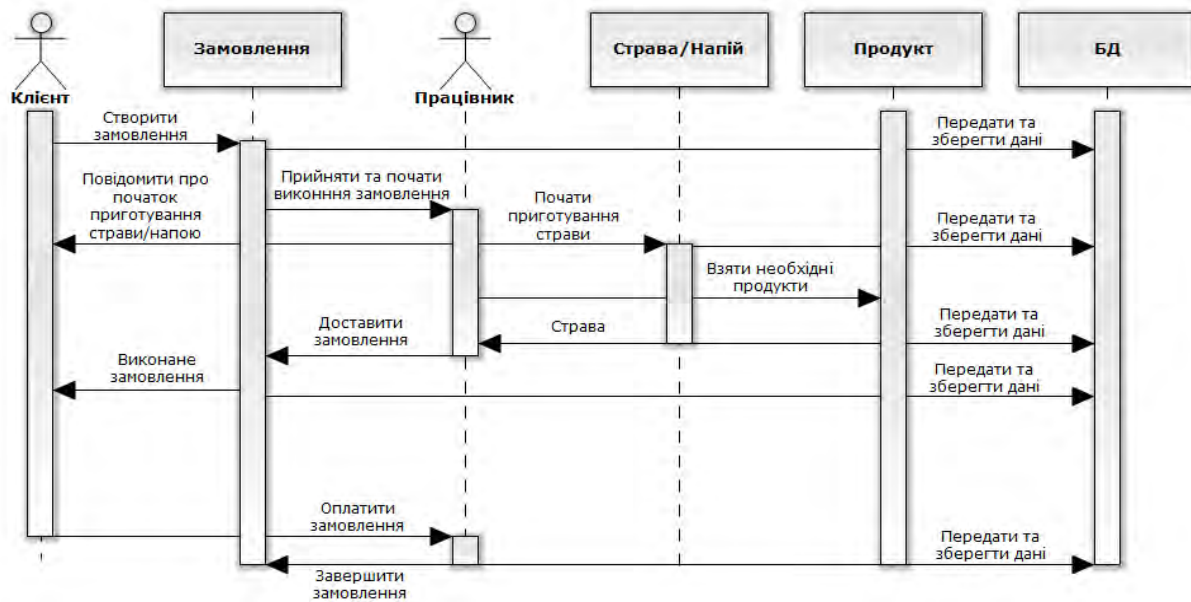 Замовлення
Страва/Напій
Продукт
БД
Клієнт
Працівник
Створити
замовлення
Передати та
зберегти дані
Повідомити про
початок
приготування
страви/напою
Прийняти та почати
виконння замовлення
Почати
приготування
страви
Передати та
зберегти дані
Взяти необхідні
продукти
Доставити
замовлення
Страва
Передати та
зберегти дані
Виконане
замовлення
Передати та
зберегти дані
Оплатити
замовлення
Передати та
зберегти дані
Завершити
замовлення